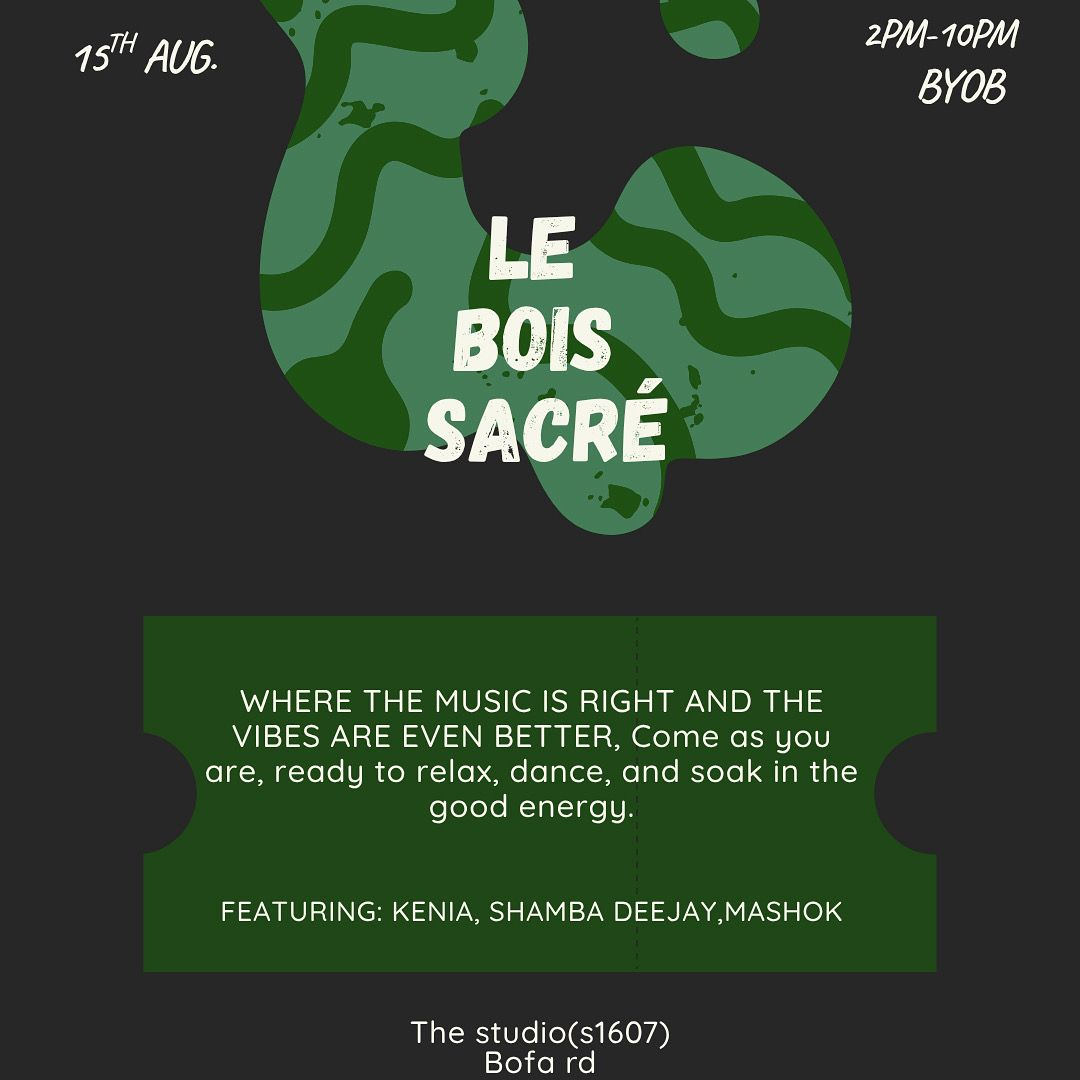 15TH AUG.
2PM-10PM
BYOB
LE
BOIS
SACRÉ
WHERE THE MUSIC IS RIGHT AND THE
VIBES ARE EVEN BETTER, Come as you
are, ready to relax, dance, and soak in the
good energy.
FEATURING: KENIA, SHAMBA DEEJAY,MASHOK
The studio(s1607)
Bofa rd